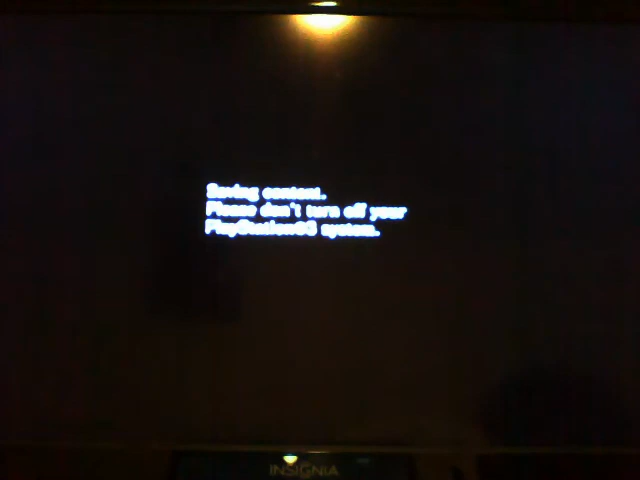 Saving content.
Please don't turn off your
PlayStation®3 system.
INSIGNIA